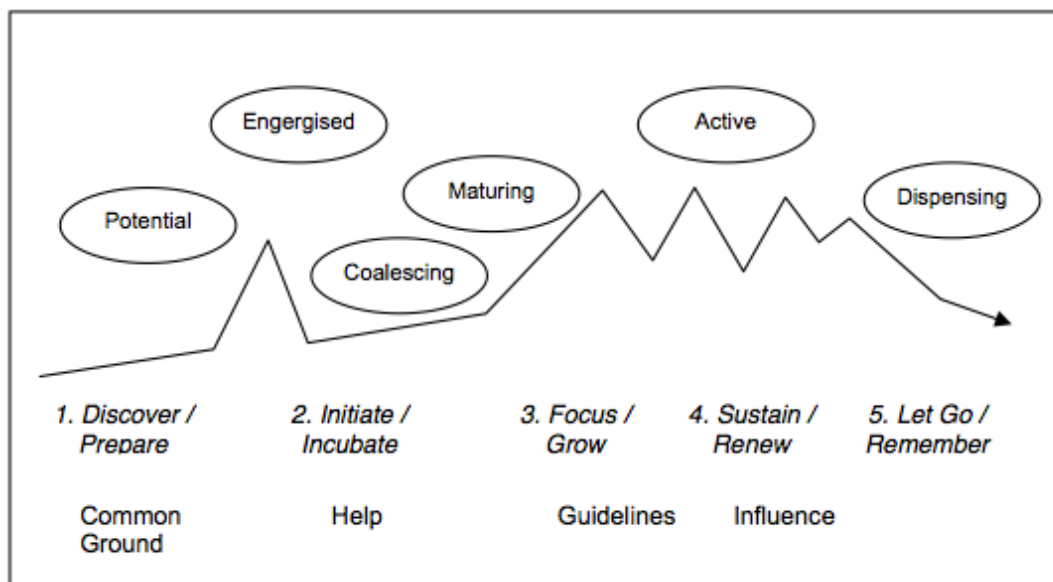 Engergised
Active
Maturing
Potential
Dispensing
Coalescing
1. Discover / 2. Initiate / 3. Focus / 4. Sustain / 5. Let Go /
Prepare Incubate Grow Renew Remember
Common Help Guidelines Influence
Ground